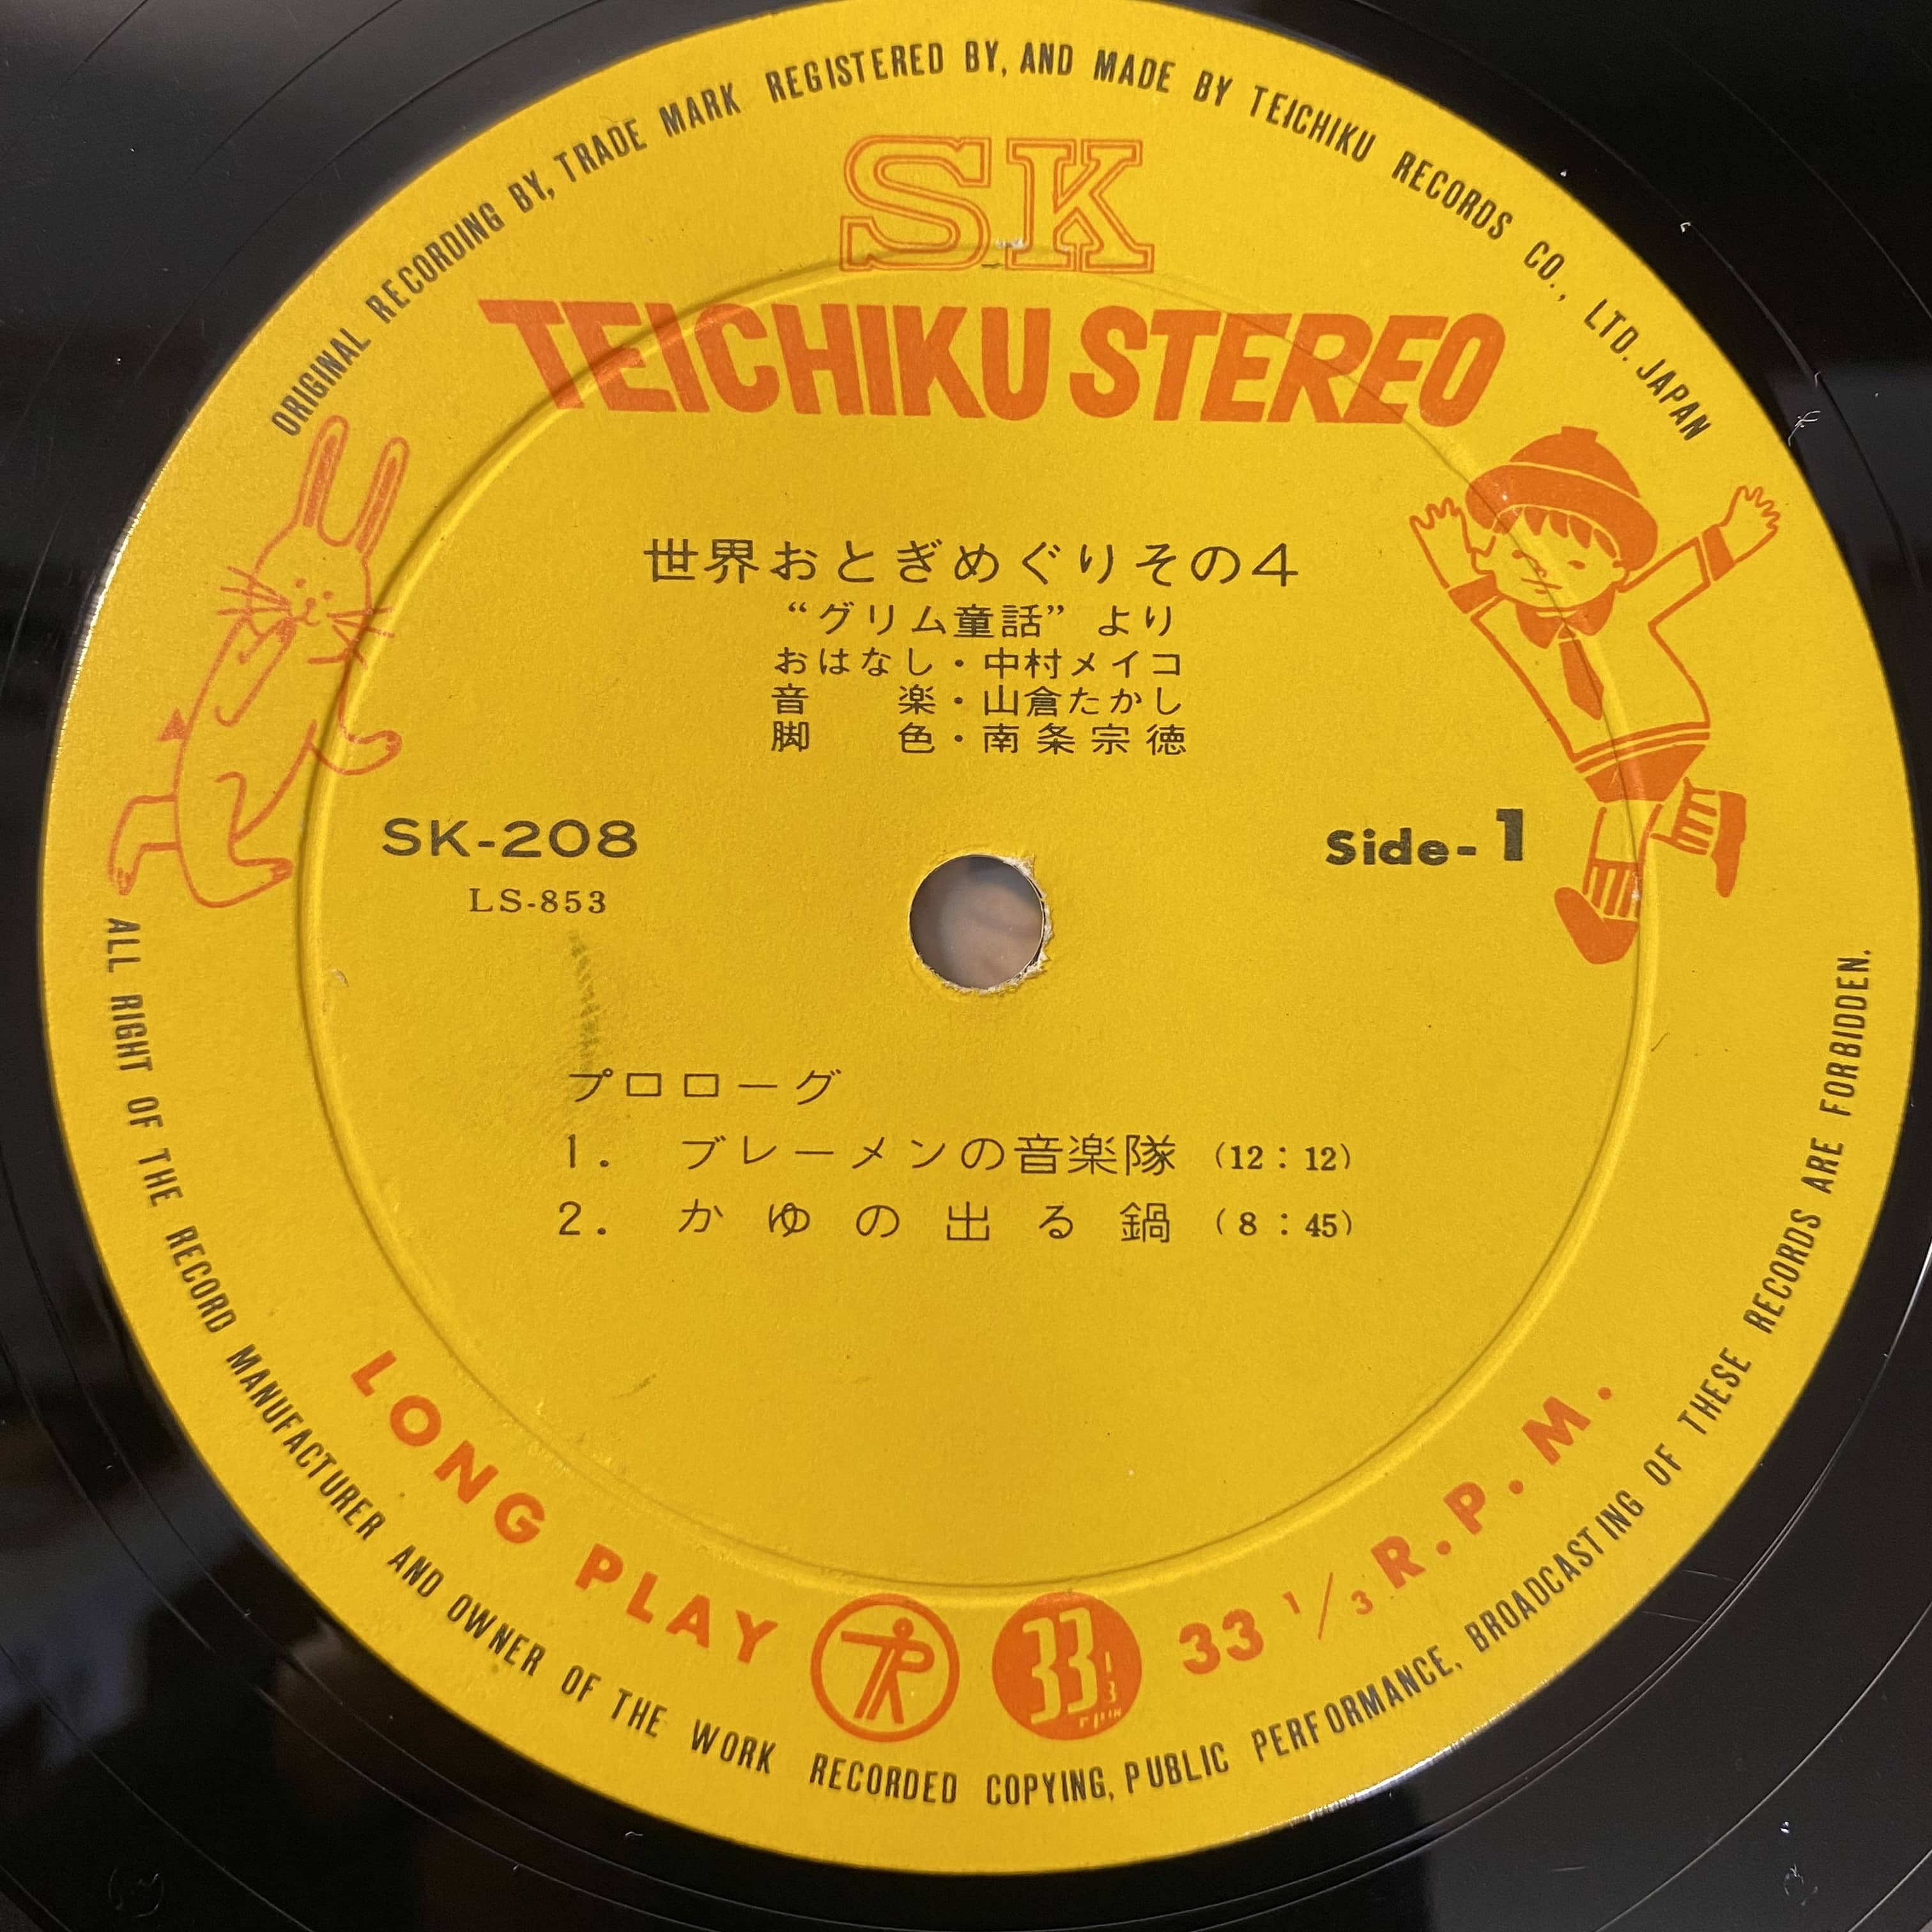 ORIGINAL RECORDING BY, TRADE MARK REGISTERED BY, AND MADE BY TEICHIKU RECORDS CO., LTD. JAPAN
SK
TEICHIKU STEREO
世界おとぎめぐりその4
“グリム童話” より
おはなし・中村メイコ
音楽・山倉たかし
脚色・南条宗徳
SK-208
LS-853
Side-1
プロローグ
1. ブレーメンの音楽隊 (12:12)
2. かゆの出る鍋 (8:45)
LONG PLAY
33 1/3 rpm
33 1/3 R.P.M.
ALL RIGHT OF THE RECORD MANUFACTURER AND OWNER OF THE WORK RECORDED COPYING, PUBLIC PERFORMANCE, BROADCASTING OF THESE RECORDS ARE FORBIDDEN.